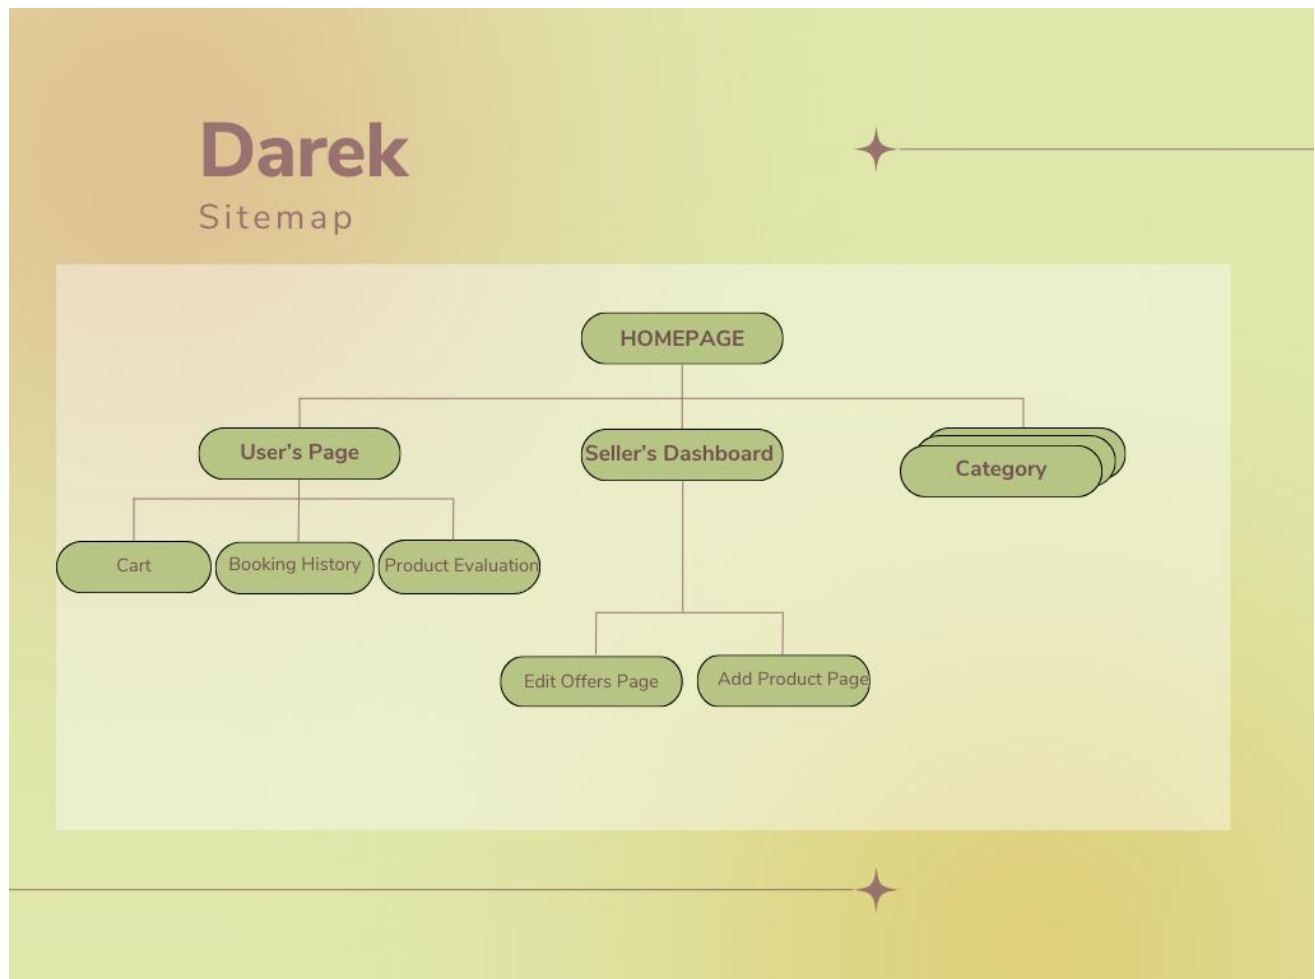 Darek
Sitemap
HOMEPAGE
User's Page
Seller's Dashboard
Category
Cart
Booking History
Product Evaluation
Edit Offers Page
Add Product Page